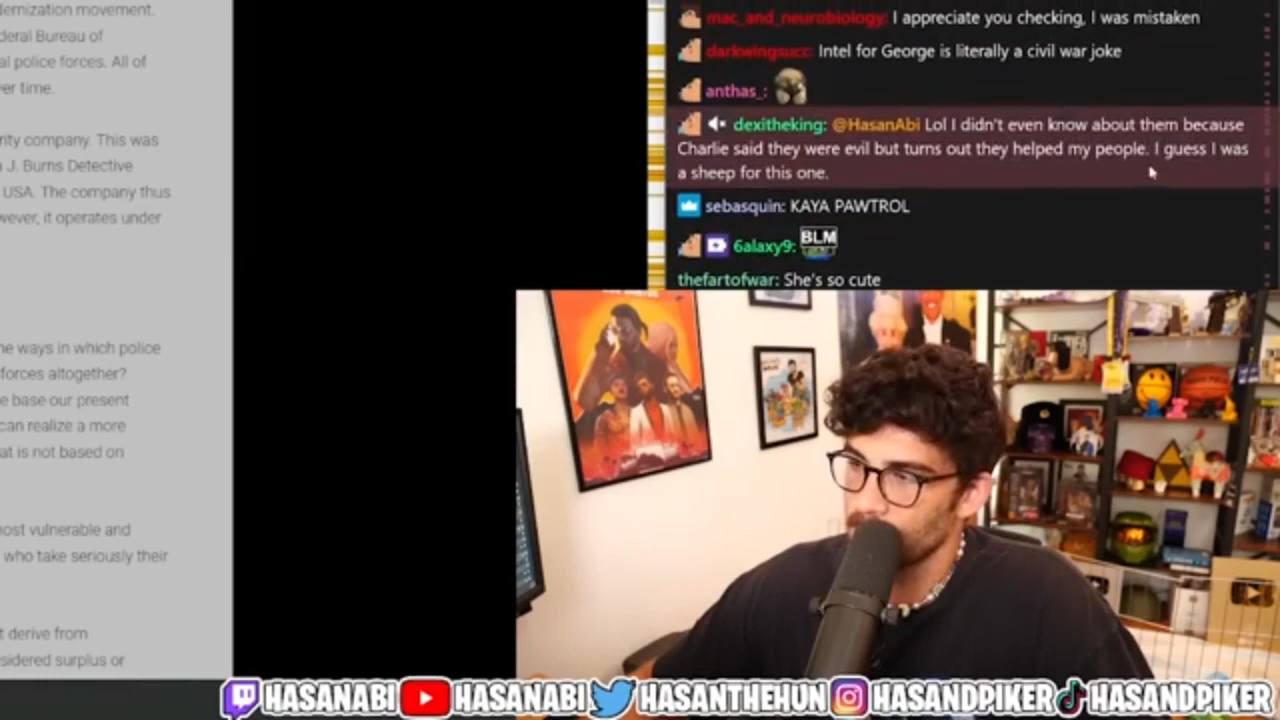 dernization movement.
deral Bureau of
al police forces. All of
ver time.
rity company. This was
J. Burns Detective
USA. The company thus
wever, it operates under
he ways in which police
forces altogether?
e base our present
can realize a more
at is not based on
most vulnerable and
who take seriously their
t derive from
sidered surplus or
mac_and_neurobiology: I appreciate you checking, I was mistaken
darkwingsucc: Intel for George is literally a civil war joke
anthas_:
dexitheking: @HasanAbi Lol I didn't even know about them because
Charlie said they were evil but turns out they helped my people. I guess I was
a sheep for this one.
sebasquin: KAYA PAWTROL
6alaxy9: BLM
thefartofwar: She's so cute
HASANABI HASANABI HASANTHEHUN HASANDPIKER HASANDPIKER